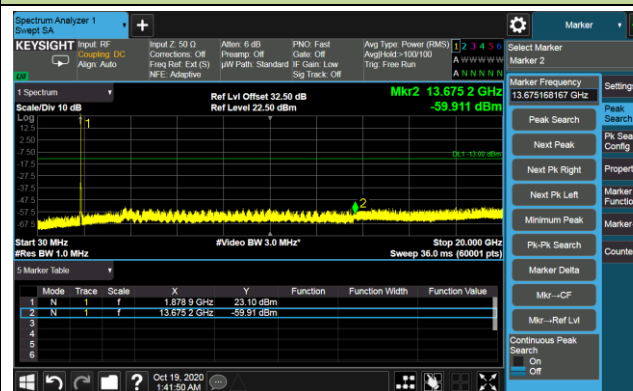 Spectrum Analyzer 1
Swept SA
Marker
KEYSIGHT
Input: RF
Coupling: DC
Align: Auto
Input Z: 50 Ω
Corrections: Off
Freq Ref: Ext (S)
NFE: Adaptive
Atten: 6 dB
Preamp: Off
µW Path: Standard
PNO: Fast
Gate: Off
IF Gain: Low
Sig Track: Off
Avg Type: Power (RMS)
Avg|Hold:>100/100
Trig: Free Run
1 2 3 4 5 6
A W W W W W
A N N N N N
LVI
Select Marker
Marker 2
Marker Frequency
13.675168167 GHz
Settings
Peak Search
Next Peak
Next Pk Right
Next Pk Left
Minimum Peak
Pk-Pk Search
Marker Delta
Mkr→CF
Mkr→Ref Lvl
Continuous Peak
Search
On
Off
Peak
Search
Pk Sea
Config
Propert
Marker
Functio
Marker
Counte
1 Spectrum
Scale/Div 10 dB
Ref Lvl Offset 32.50 dB
Ref Level 22.50 dBm
Mkr2 13.675 2 GHz
-59.911 dBm
Log
12.5
2.50
-7.50
-17.5
-27.5
-37.5
-47.5
-57.5
-67.5
1
DL1 -13.00 dBm
2
Start 30 MHz
#Res BW 1.0 MHz
#Video BW 3.0 MHz*
Stop 20.000 GHz
Sweep 36.0 ms (60001 pts)
5 Marker Table
Mode Trace Scale X Y Function Function Width Function Value
1 N 1 f 1.878 9 GHz 23.10 dBm
2 N 1 f 13.675 2 GHz -59.91 dBm
3
4
5
6
?
Oct 19, 2020
1:41:50 AM